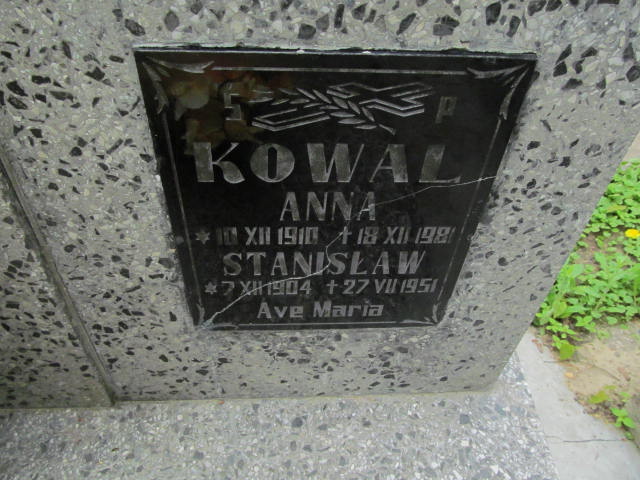 Ś P
KOWAL
ANNA
* 10 XII 1910 + 18 XII 1981
STANISŁAW
* 7 XII 1904 + 27 VII 1951
Ave Maria